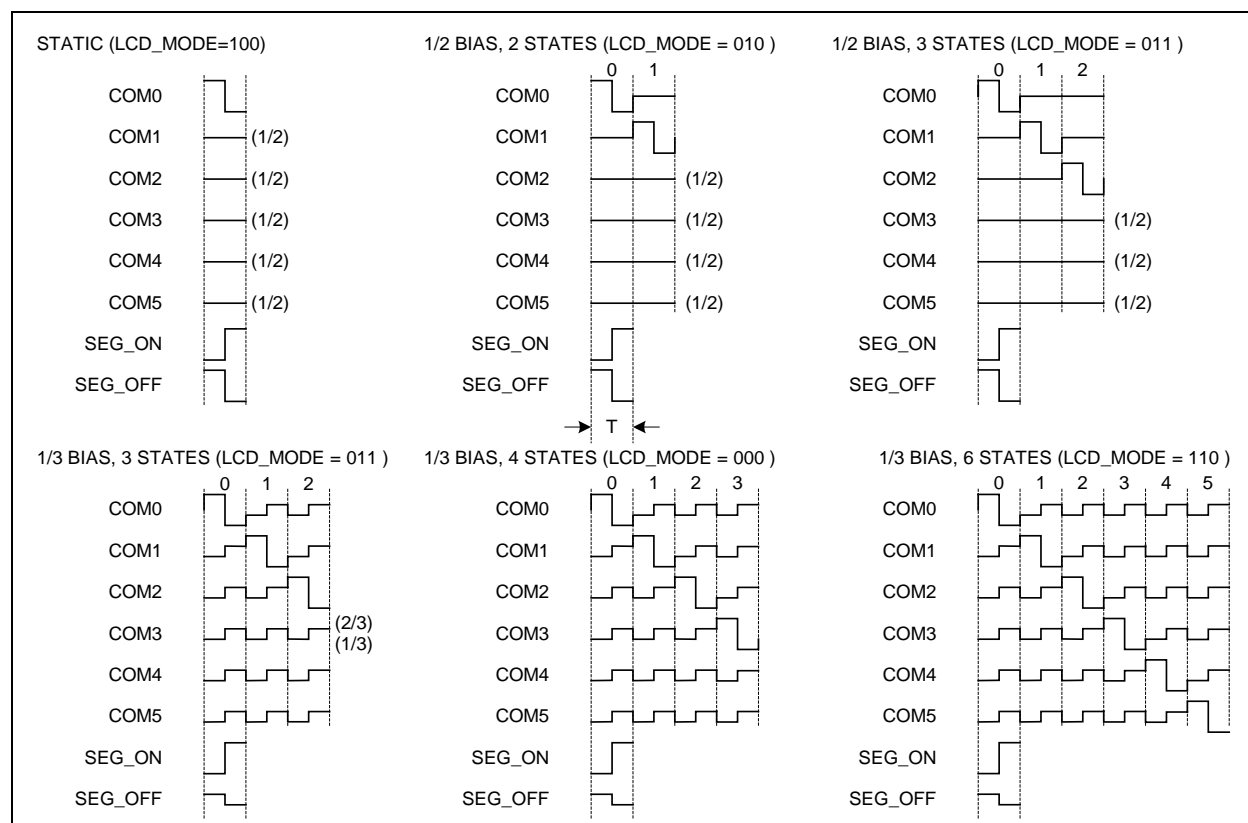 STATIC (LCD_MODE=100)
COM0
COM1 (1/2)
COM2 (1/2)
COM3 (1/2)
COM4 (1/2)
COM5 (1/2)
SEG_ON
SEG_OFF
1/2 BIAS, 2 STATES (LCD_MODE = 010 )
0 1
COM0
COM1
COM2 (1/2)
COM3 (1/2)
COM4 (1/2)
COM5 (1/2)
SEG_ON
SEG_OFF
T
1/2 BIAS, 3 STATES (LCD_MODE = 011 )
0 1 2
COM0
COM1
COM2
COM3 (1/2)
COM4 (1/2)
COM5 (1/2)
SEG_ON
SEG_OFF
1/3 BIAS, 3 STATES (LCD_MODE = 011 )
0 1 2
COM0
COM1
COM2
COM3 (2/3)
(1/3)
COM4
COM5
SEG_ON
SEG_OFF
1/3 BIAS, 4 STATES (LCD_MODE = 000 )
0 1 2 3
COM0
COM1
COM2
COM3
COM4
COM5
SEG_ON
SEG_OFF
1/3 BIAS, 6 STATES (LCD_MODE = 110 )
0 1 2 3 4 5
COM0
COM1
COM2
COM3
COM4
COM5
SEG_ON
SEG_OFF